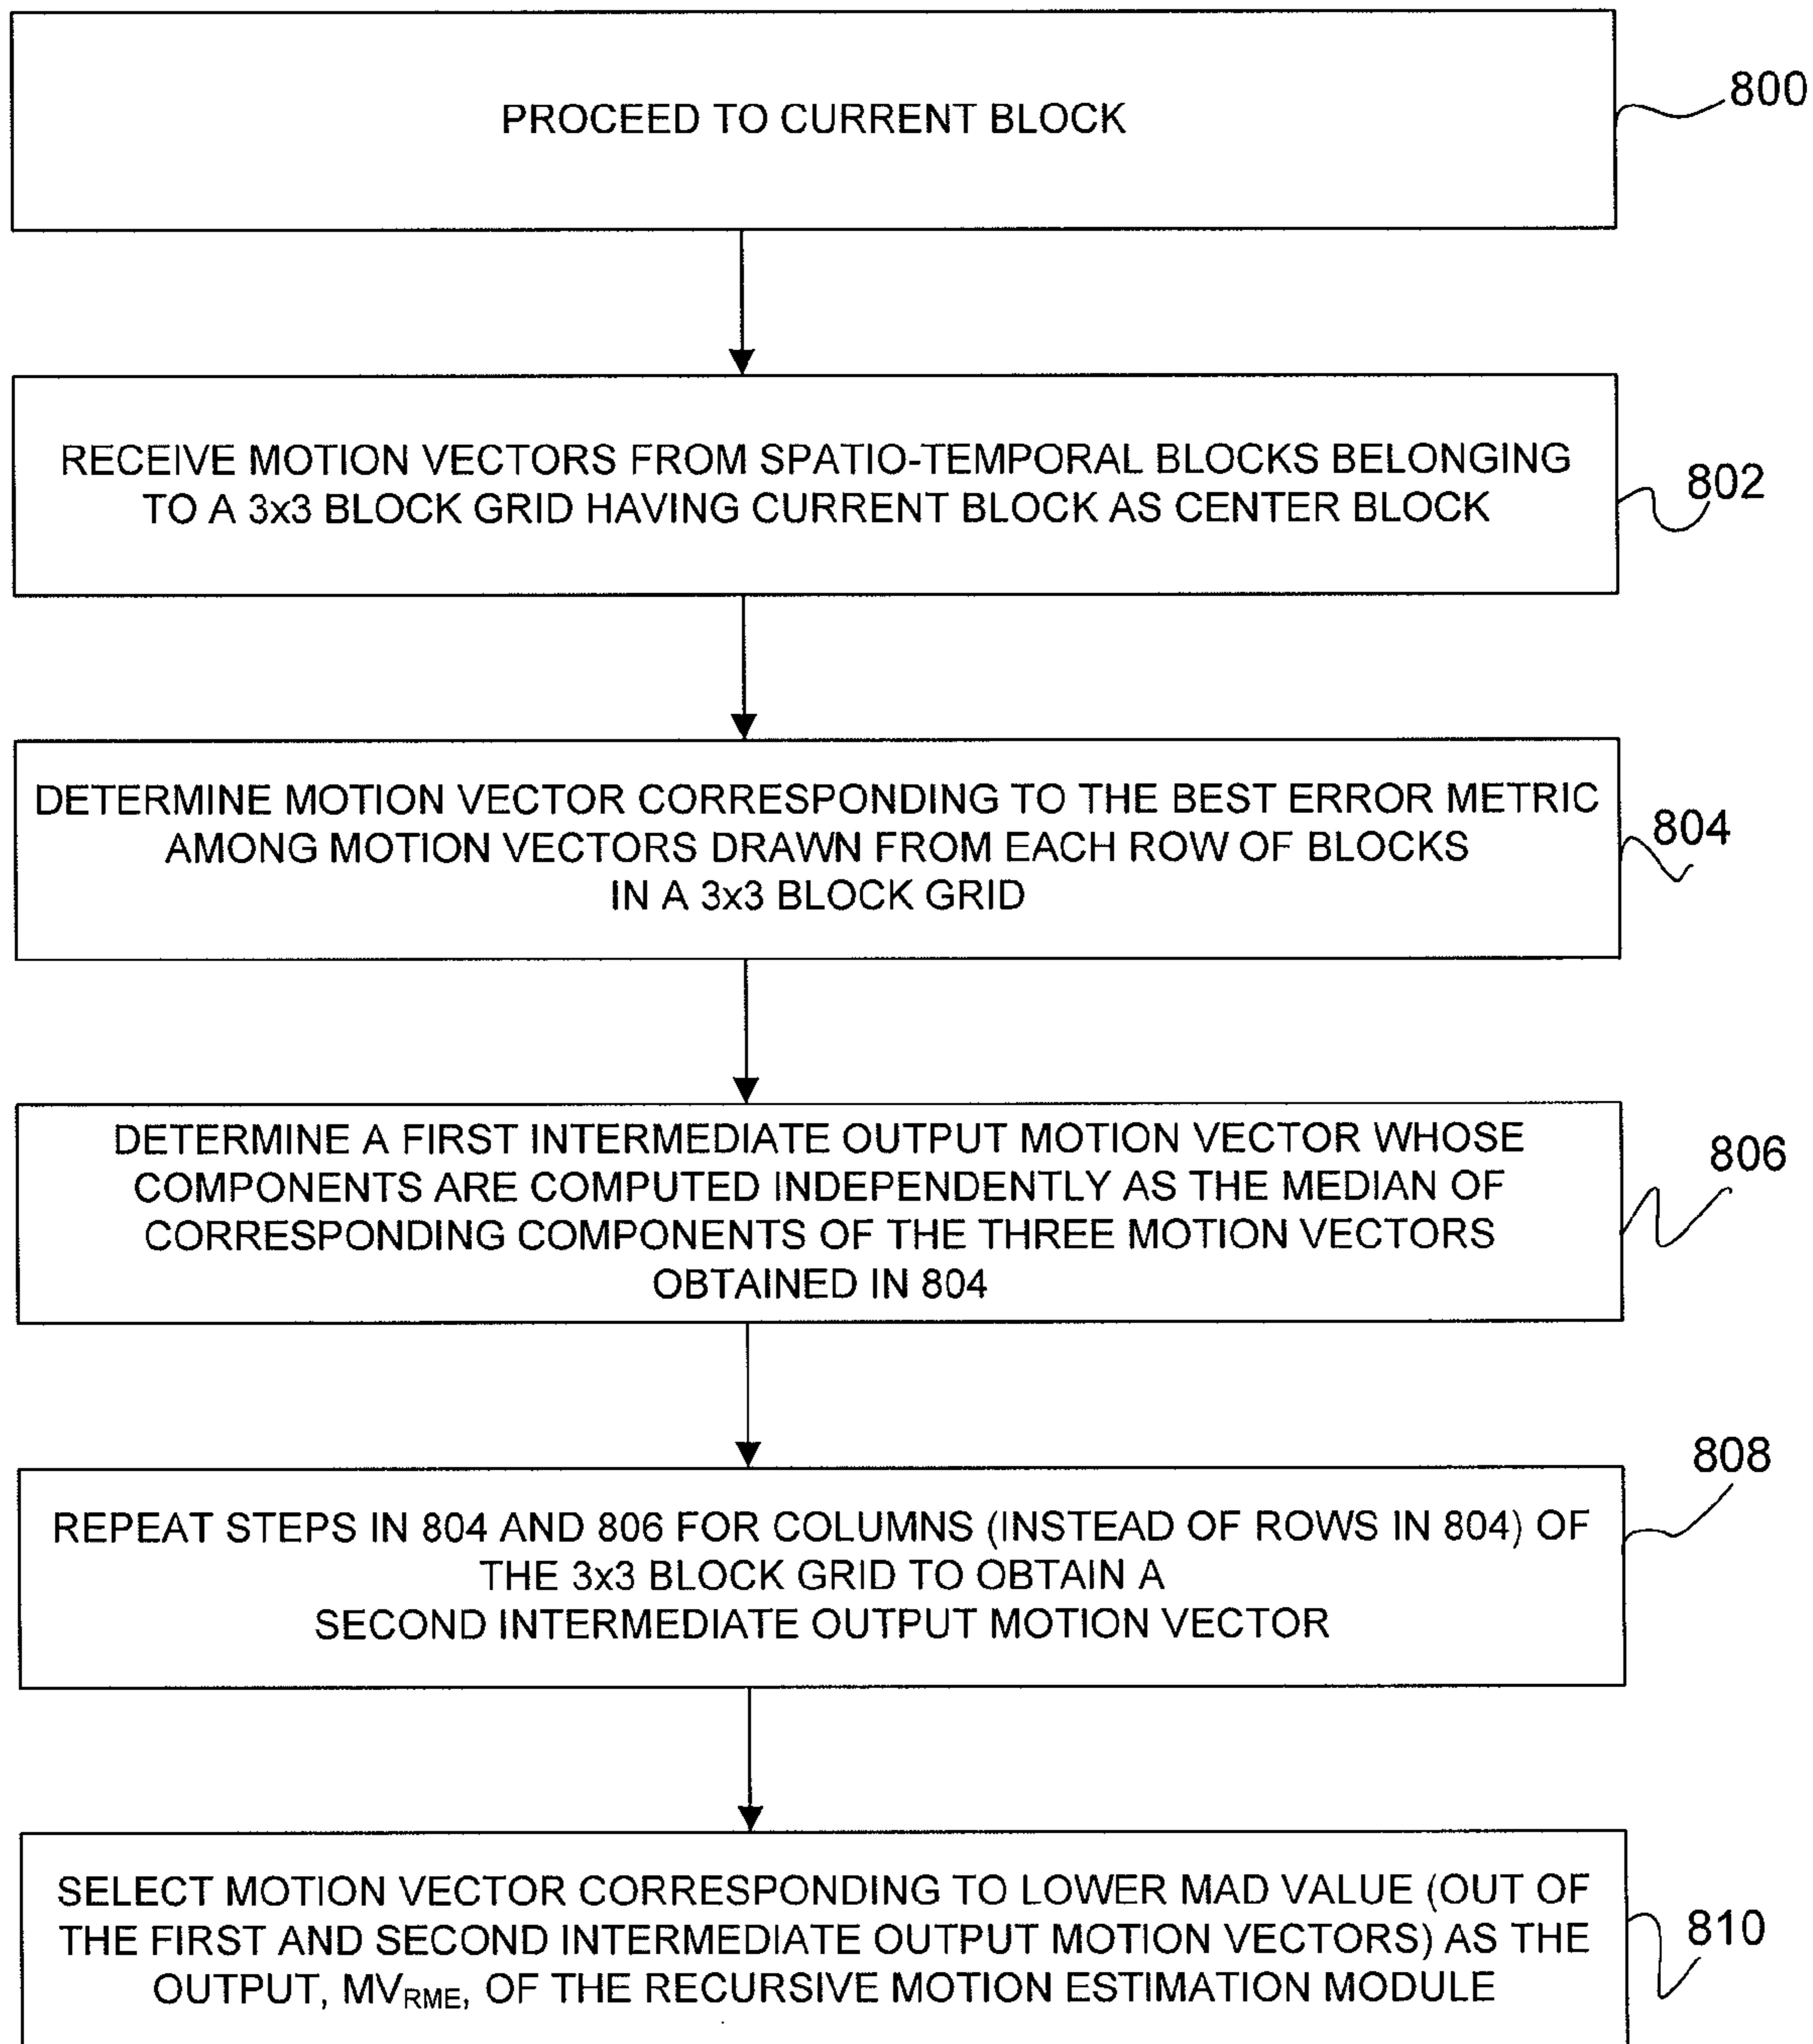 PROCEED TO CURRENT BLOCK
800
RECEIVE MOTION VECTORS FROM SPATIO-TEMPORAL BLOCKS BELONGING
TO A 3x3 BLOCK GRID HAVING CURRENT BLOCK AS CENTER BLOCK
802
DETERMINE MOTION VECTOR CORRESPONDING TO THE BEST ERROR METRIC
AMONG MOTION VECTORS DRAWN FROM EACH ROW OF BLOCKS
IN A 3x3 BLOCK GRID
804
DETERMINE A FIRST INTERMEDIATE OUTPUT MOTION VECTOR WHOSE
COMPONENTS ARE COMPUTED INDEPENDENTLY AS THE MEDIAN OF
CORRESPONDING COMPONENTS OF THE THREE MOTION VECTORS
OBTAINED IN 804
806
REPEAT STEPS IN 804 AND 806 FOR COLUMNS (INSTEAD OF ROWS IN 804) OF
THE 3x3 BLOCK GRID TO OBTAIN A
SECOND INTERMEDIATE OUTPUT MOTION VECTOR
808
SELECT MOTION VECTOR CORRESPONDING TO LOWER MAD VALUE (OUT OF
THE FIRST AND SECOND INTERMEDIATE OUTPUT MOTION VECTORS) AS THE
OUTPUT, MVRME, OF THE RECURSIVE MOTION ESTIMATION MODULE
810